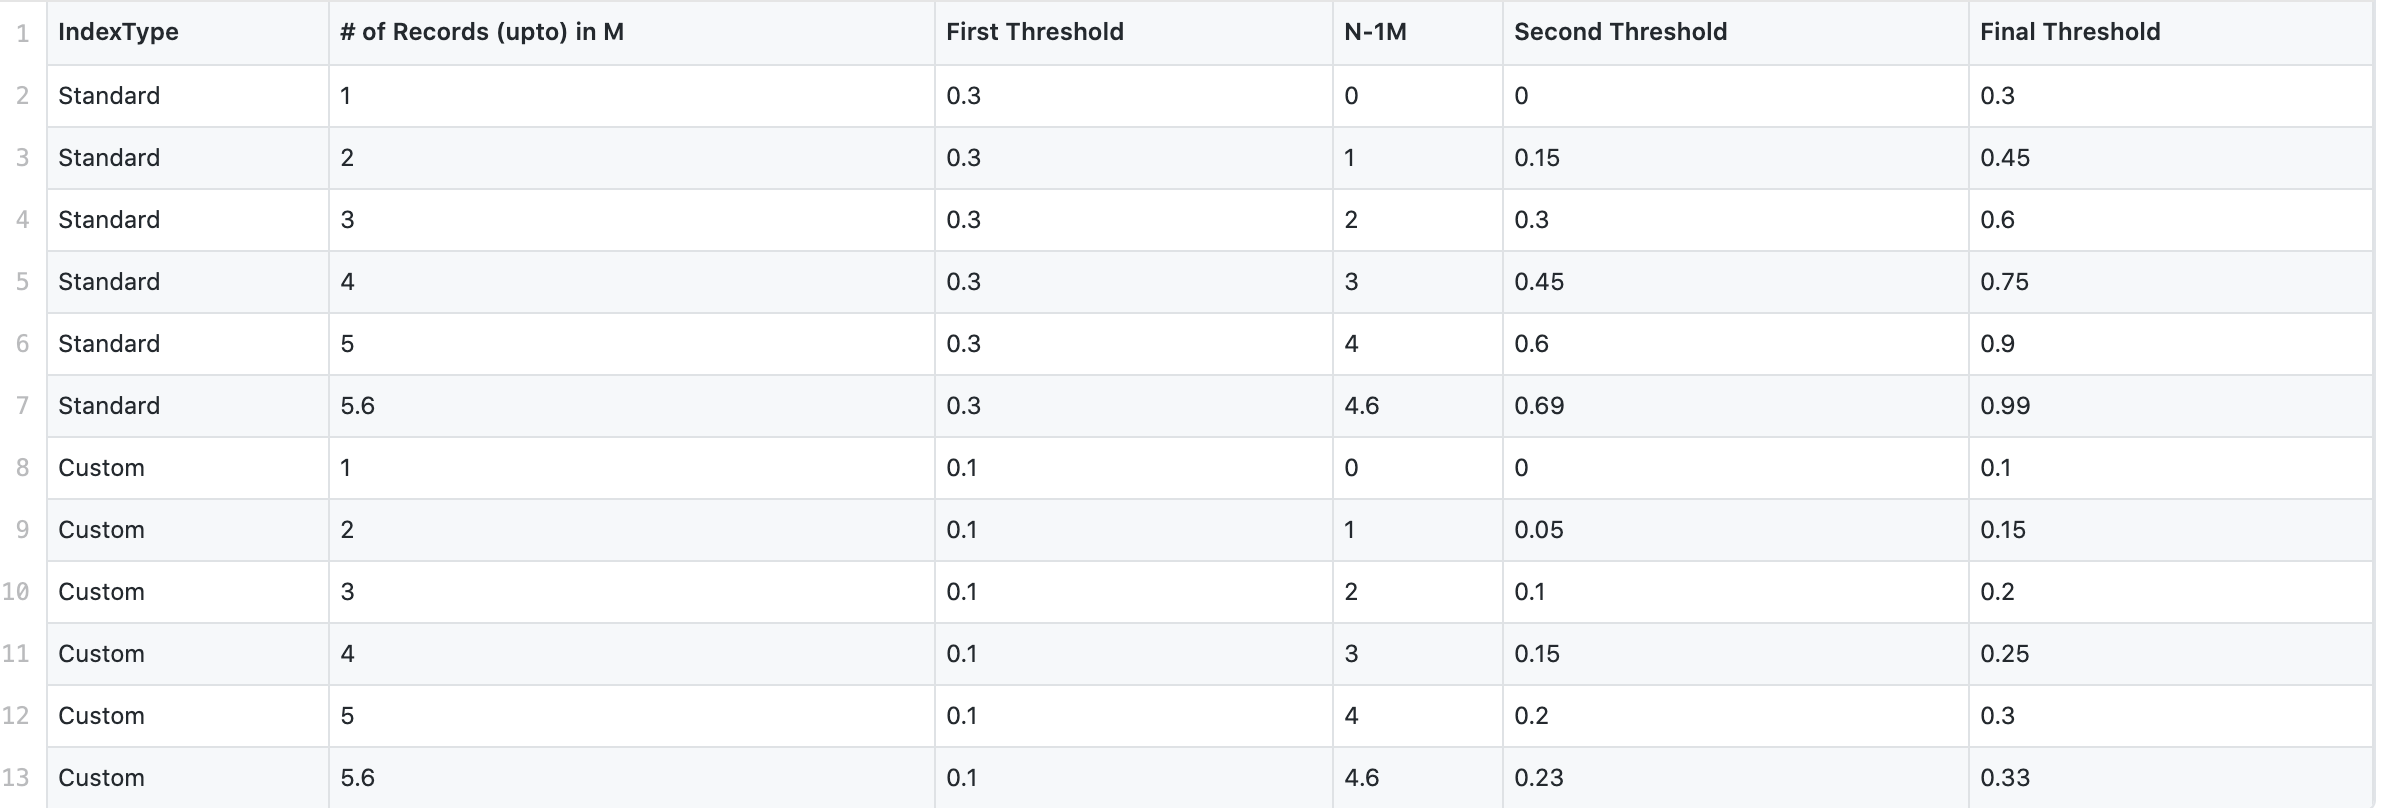 1 IndexType # of Records (upto) in M First Threshold N-1M Second Threshold Final Threshold
2 Standard 1 0.3 0 0 0.3
3 Standard 2 0.3 1 0.15 0.45
4 Standard 3 0.3 2 0.3 0.6
5 Standard 4 0.3 3 0.45 0.75
6 Standard 5 0.3 4 0.6 0.9
7 Standard 5.6 0.3 4.6 0.69 0.99
8 Custom 1 0.1 0 0 0.1
9 Custom 2 0.1 1 0.05 0.15
10 Custom 3 0.1 2 0.1 0.2
11 Custom 4 0.1 3 0.15 0.25
12 Custom 5 0.1 4 0.2 0.3
13 Custom 5.6 0.1 4.6 0.23 0.33